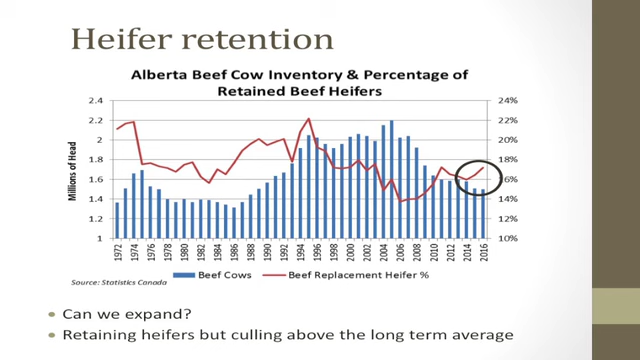 Heifer retention
Alberta Beef Cow Inventory & Percentage of
Retained Beef Heifers
Millions of Head
2.4
2.2
2
1.8
1.6
1.4
1.2
1
24%
22%
20%
18%
16%
14%
12%
10%
1972 1974 1976 1978 1980 1982 1984 1986 1988 1990 1992 1994 1996 1998 2000 2002 2004 2006 2008 2010 2012 2014 2016
Beef Cows Beef Replacement Heifer %
Source: Statistics Canada
• Can we expand?
• Retaining heifers but culling above the long term average